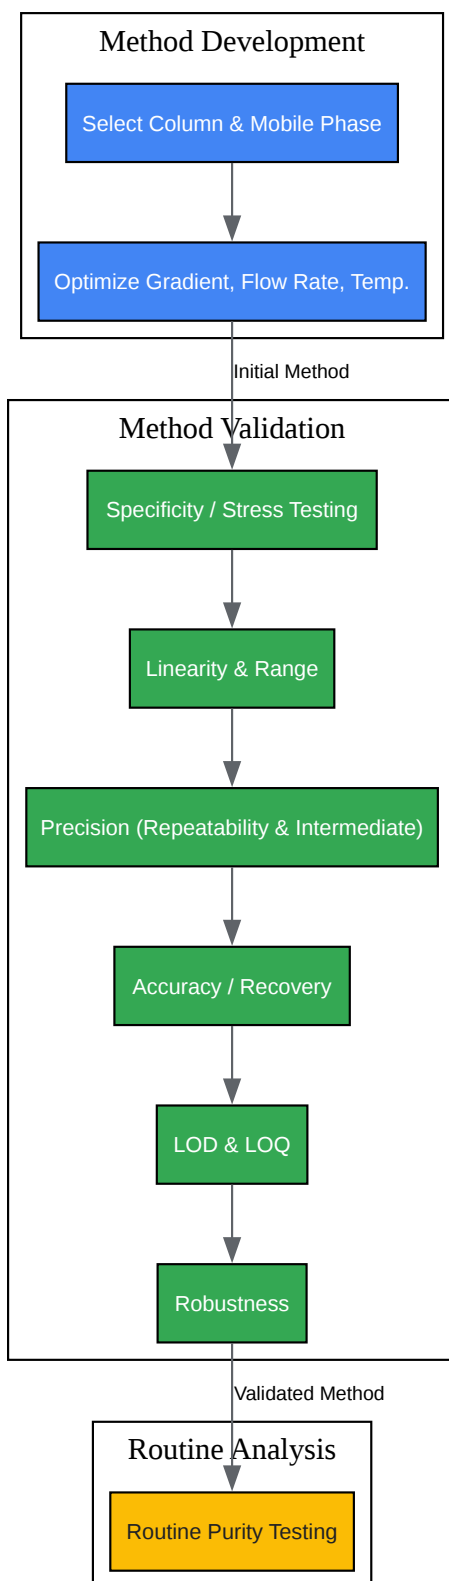 Method Development
Select Column & Mobile Phase
Optimize Gradient, Flow Rate, Temp.
Initial Method
Method Validation
Specificity / Stress Testing
Linearity & Range
Precision (Repeatability & Intermediate)
Accuracy / Recovery
LOD & LOQ
Robustness
Validated Method
Routine Analysis
Routine Purity Testing